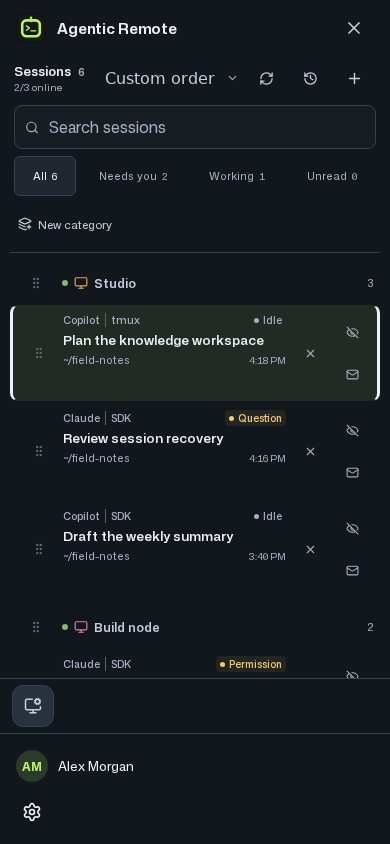 Agentic Remote
Sessions 6
2/3 online
Custom order
Search sessions
All 6
Needs you 2
Working 1
Unread 0
New category
Studio 3
Copilot | tmux
Idle
Plan the knowledge workspace
~/field-notes 4:18 PM
Claude | SDK
Question
Review session recovery
~/field-notes 4:16 PM
Copilot | SDK
Idle
Draft the weekly summary
~/field-notes 3:40 PM
Build node 2
Claude | SDK
Permission
AM
Alex Morgan